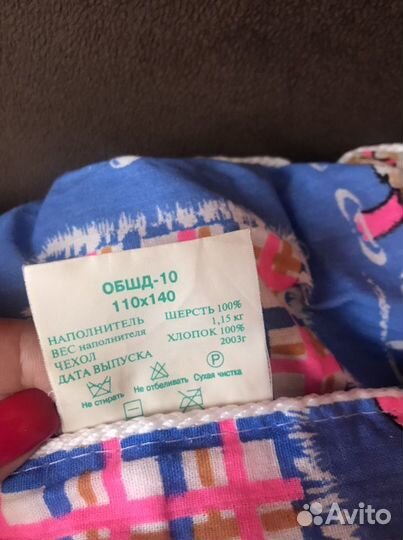 ОБШД-10
110х140
НАПОЛНИТЕЛЬ ШЕРСТЬ 100%
ВЕС наполнителя 1,15 кг
ЧЕХОЛ ХЛОПОК 100%
ДАТА ВЫПУСКА 2003г
Р
Не стирать Не отбеливать Сухая чистка
Avito